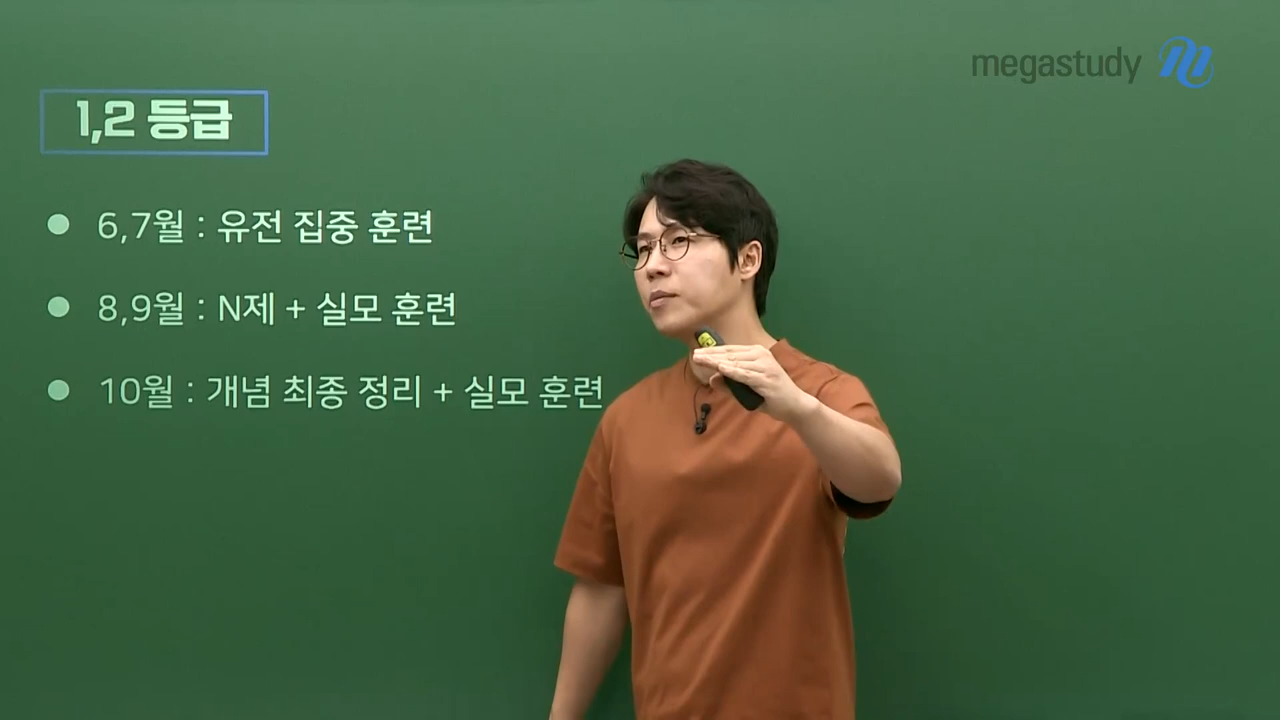 megastudy
1,2 등급
6,7월 : 유전 집중 훈련
8,9월 : N제 + 실모 훈련
10월 : 개념 최종 정리 + 실모 훈련